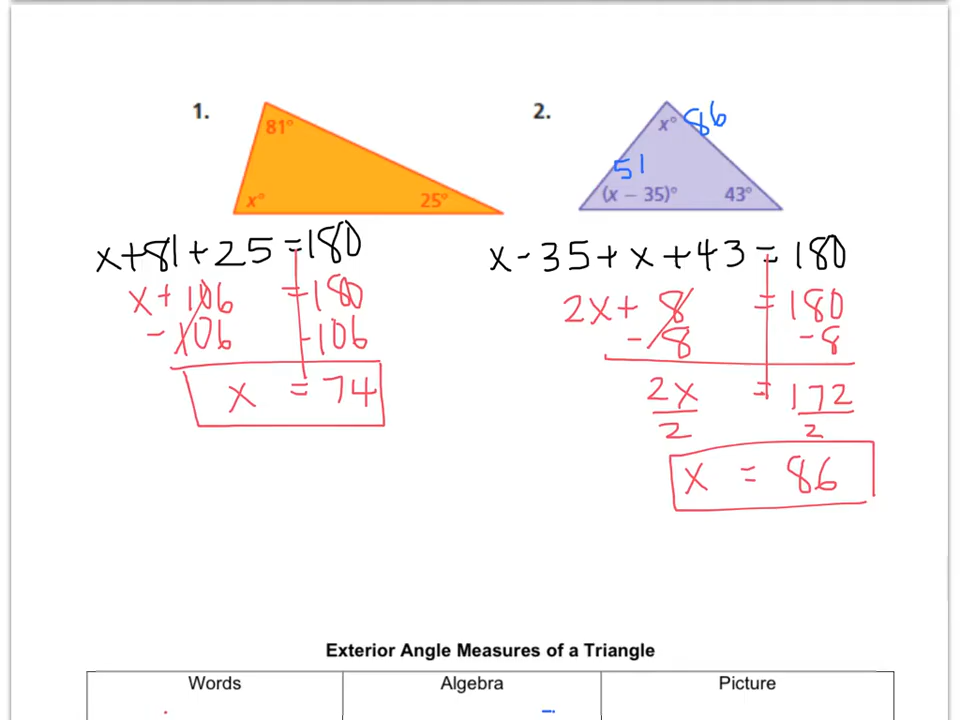 1.
81°
x°
25°
x+81+25=180
x+106 =180
-106 -106
x = 74
2.
x° 86
51
(x – 35)° 43°
x-35+x+43=180
2x+8 =180
-8 -8
2x = 172
2 2
x = 86
Exterior Angle Measures of a Triangle
Words Algebra Picture